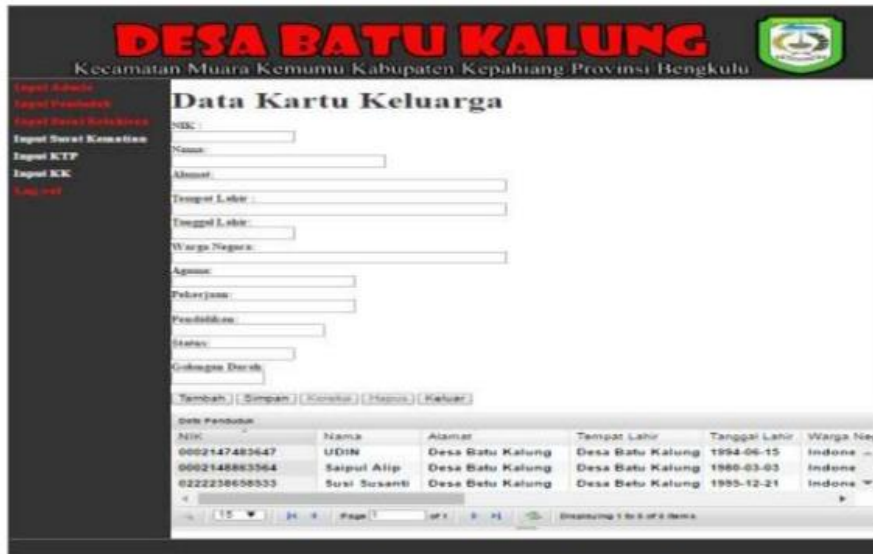 DESA BATU KALUNG
Kecamatan Muara Kemumu Kabupaten Kepahiang Provinsi Bengkulu
Input Admin
Input Penduduk
Input Surat Kelahiran
Input Surat Kematian
Input KTP
Input KK
Log out
Data Kartu Keluarga
NIK :
Nama:
Alamat:
Tempat Lahir :
Tanggal Lahir:
Warga Negara:
Agama:
Pekerjaan:
Pendidikan:
Status:
Golongan Darah:
Tambah Simpan Koreksi Hapus Keluar
Data Penduduk
NIK Nama Alamat Tempat Lahir Tanggal Lahir Warga Neg
0002147483647 UDIN Desa Batu Kalung Desa Batu Kalung 1994-06-15 Indone
0002148863564 Saipul Alip Desa Batu Kalung Desa Batu Kalung 1980-03-03 Indone
0222238658533 Susi Susanti Desa Batu Kalung Desa Batu Kalung 1995-12-21 Indone
15 Page 1 of 1 Displaying 1 to